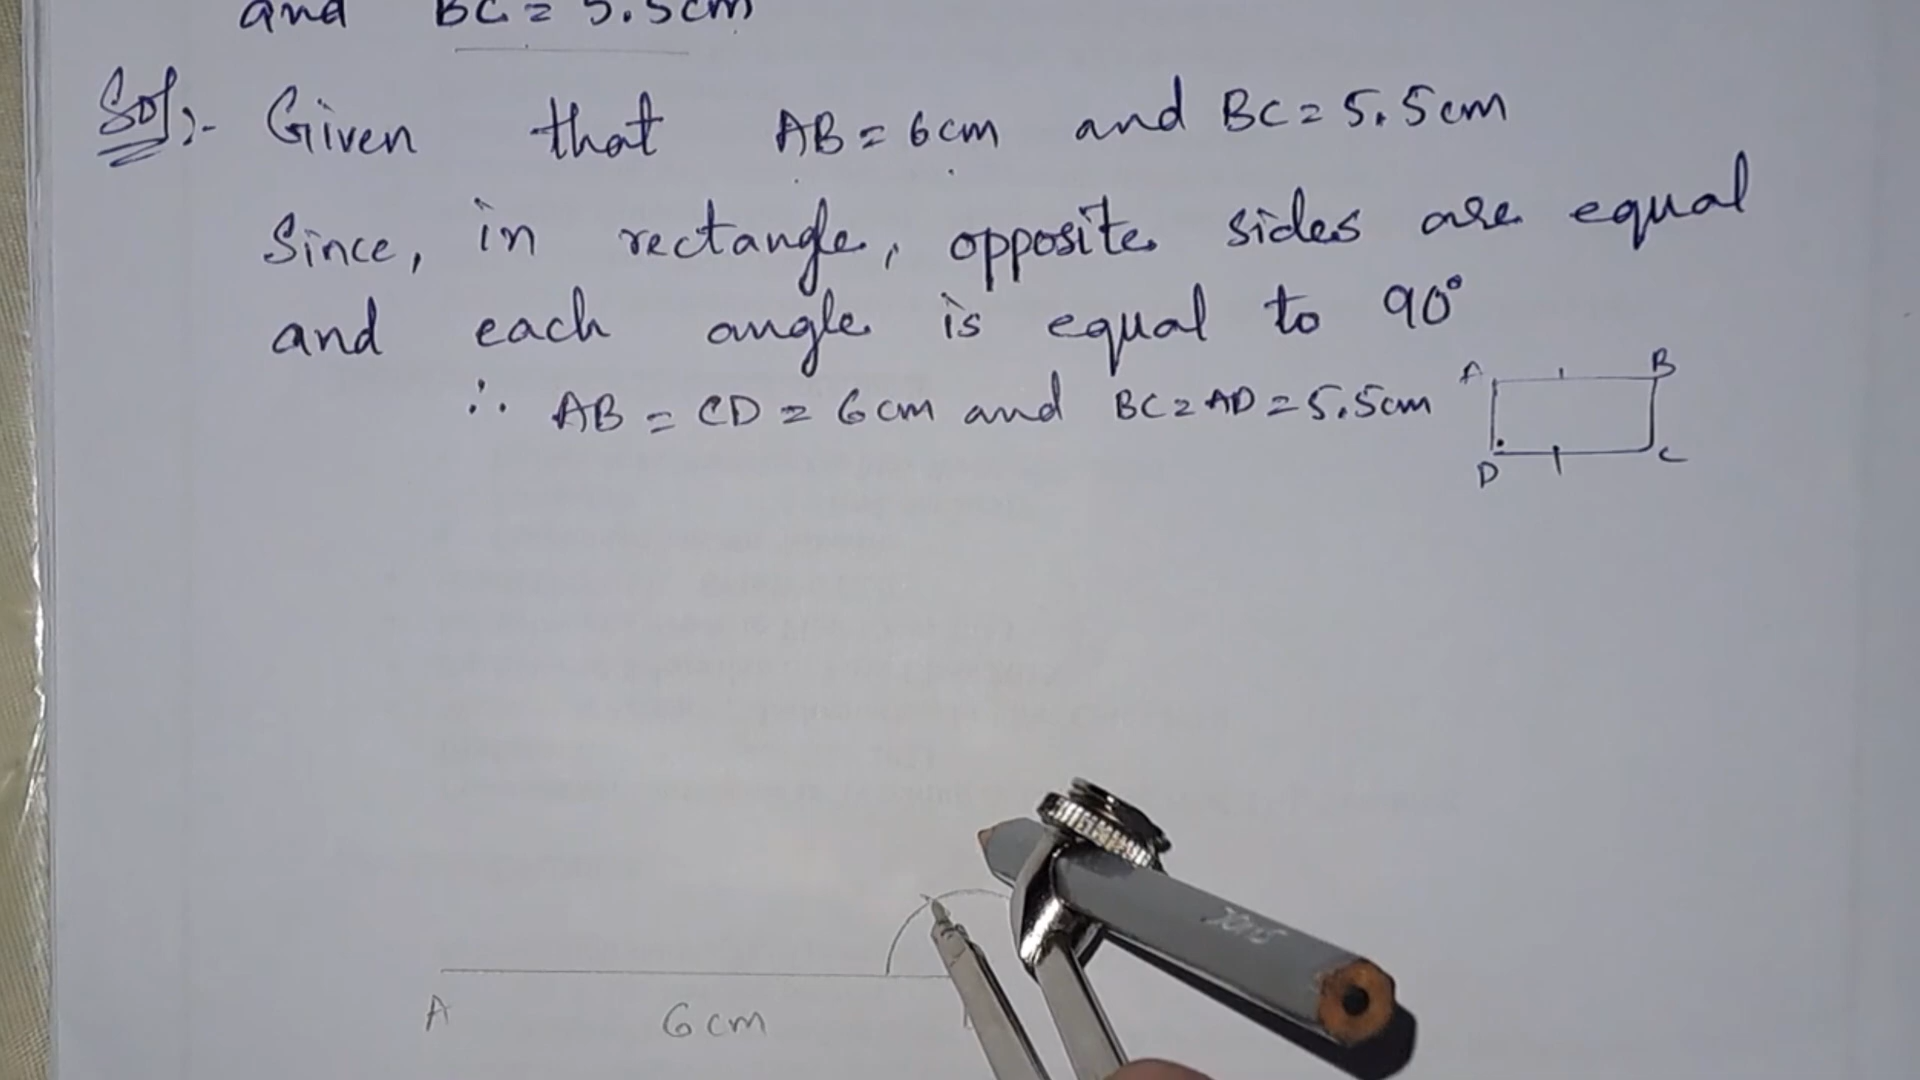 and BC = 5.5cm
Sol:- Given that AB = 6cm and BC = 5.5cm
Since, in rectangle, opposite sides are equal
and each angle is equal to 90°
∴ AB = CD = 6cm and BC = AD = 5.5cm
A B
D C
A 6cm